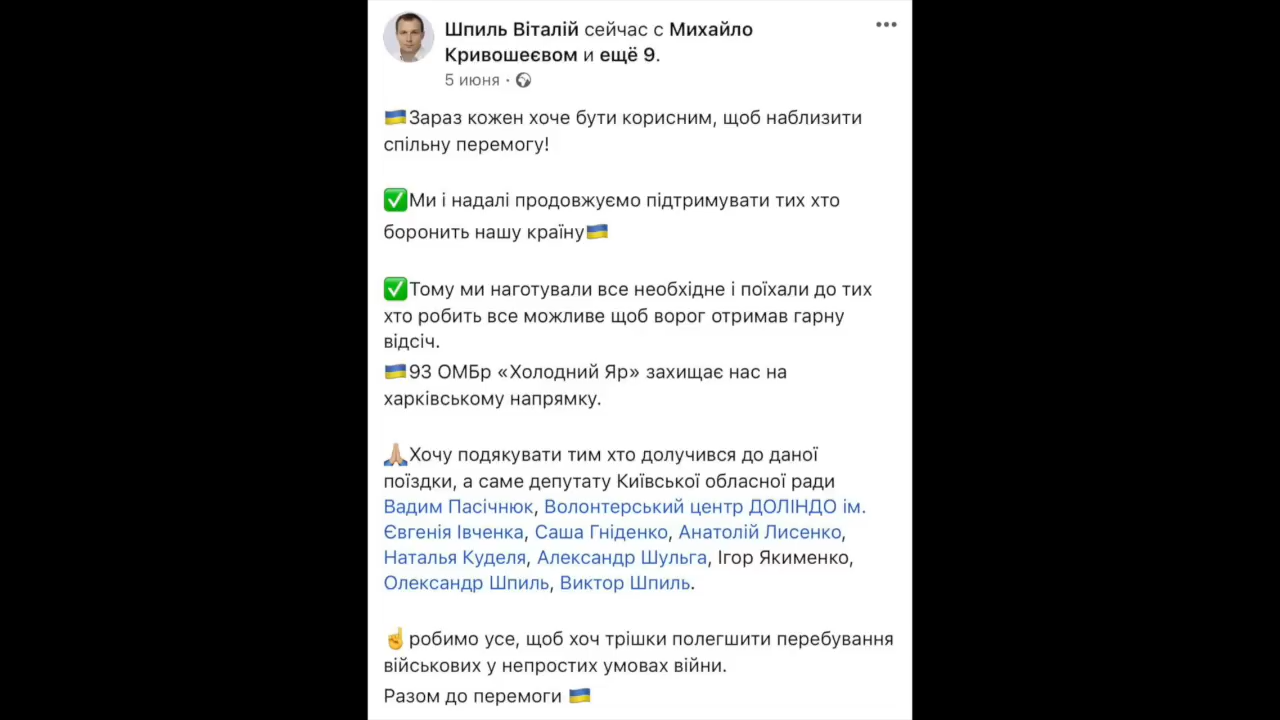 Шпиль Віталій сейчас с Михайло
Кривошеєвом и ещё 9.
5 июня ·
🇺🇦Зараз кожен хоче бути корисним, щоб наблизити
спільну перемогу!
✅Ми і надалі продовжуємо підтримувати тих хто
боронить нашу країну🇺🇦
✅Тому ми наготували все необхідне і поїхали до тих
хто робить все можливе щоб ворог отримав гарну
відсіч.
🇺🇦93 ОМБр «Холодний Яр» захищає нас на
харківському напрямку.
🙏🏼Хочу подякувати тим хто долучився до даної
поїздки, а саме депутату Київської обласної ради
Вадим Пасічнюк, Волонтерський центр ДОЛІНДО ім.
Євгенія Івченка, Саша Гніденко, Анатолій Лисенко,
Наталья Куделя, Александр Шульга, Ігор Якименко,
Олександр Шпиль, Виктор Шпиль.
☝️робимо усе, щоб хоч трішки полегшити перебування
військових у непростих умовах війни.
Разом до перемоги 🇺🇦